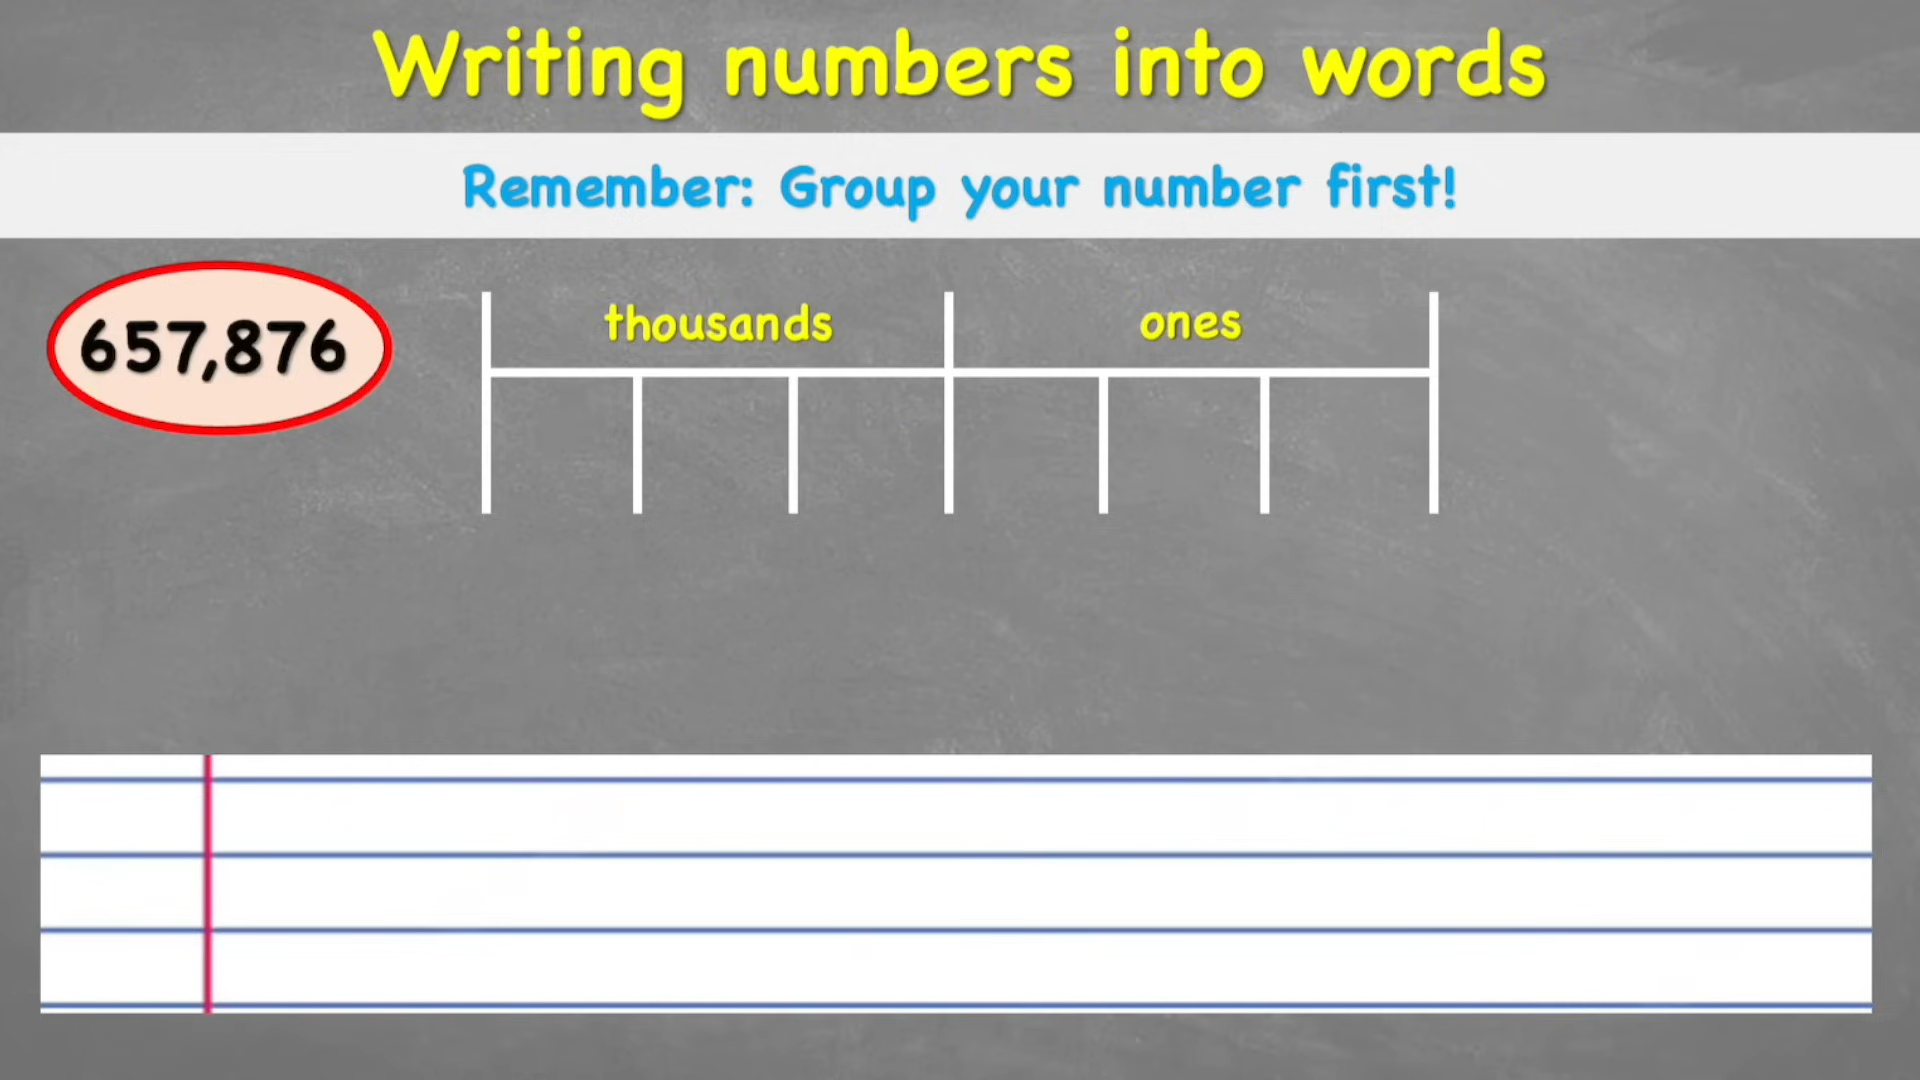 Writing numbers into words
Remember: Group your number first!
657,876
thousands
ones